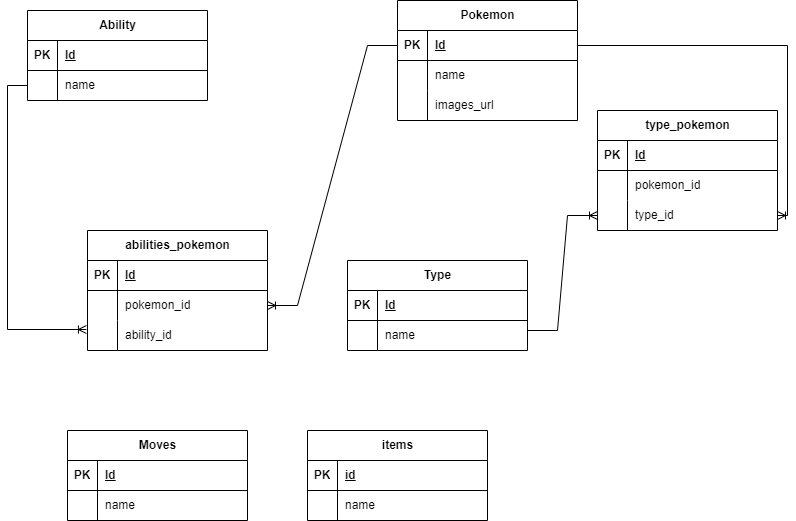 Ability
PK Id
name
Pokemon
PK Id
name
images_url
type_pokemon
PK Id
pokemon_id
type_id
abilities_pokemon
PK Id
pokemon_id
ability_id
Type
PK Id
name
Moves
PK Id
name
items
PK id
name